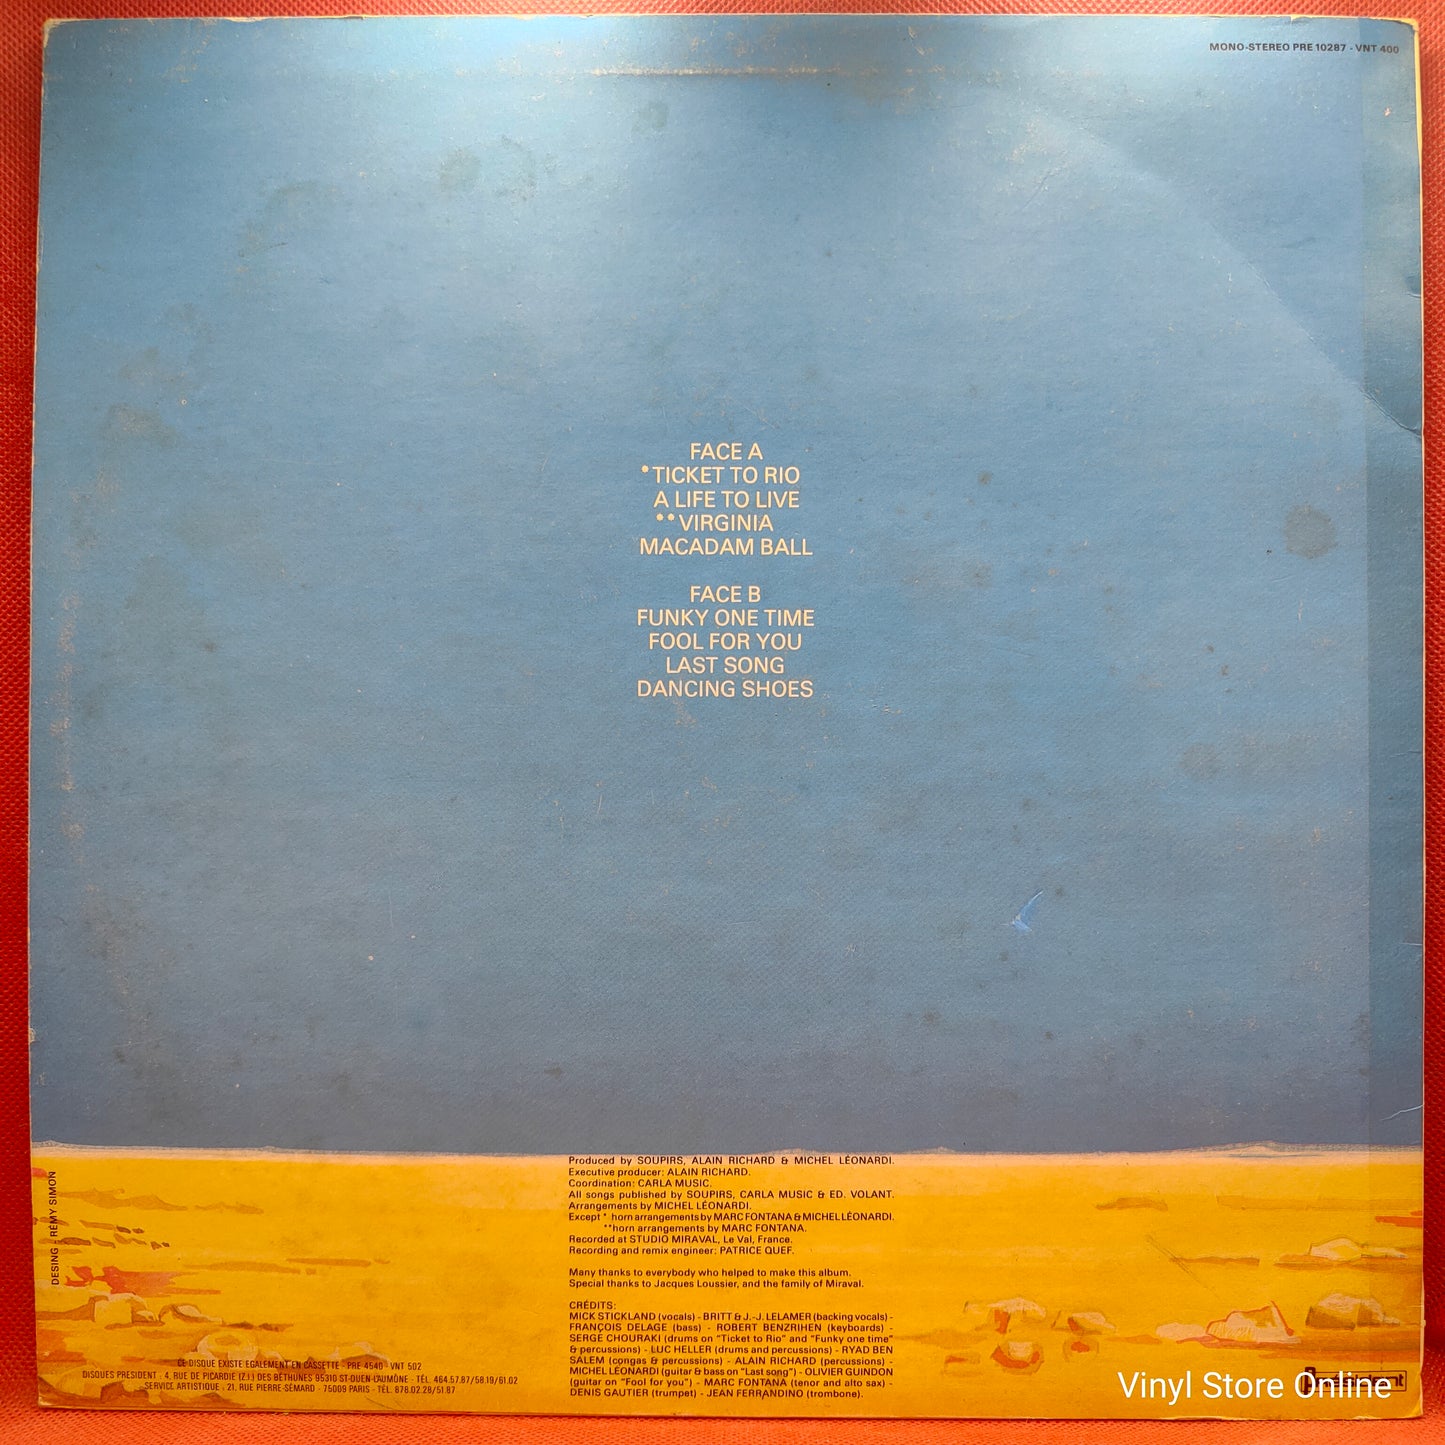 MONO-STEREO PRE 10287 - VNT 400
FACE A
*TICKET TO RIO
A LIFE TO LIVE
**VIRGINIA
MACADAM BALL
FACE B
FUNKY ONE TIME
FOOL FOR YOU
LAST SONG
DANCING SHOES
Produced by SOUPIRS, ALAIN RICHARD & MICHEL LÉONARDI.
Executive producer: ALAIN RICHARD.
Coordination: CARLA MUSIC.
All songs published by SOUPIRS, CARLA MUSIC & ED. VOLANT.
Arrangements by MICHEL LÉONARDI.
Except * horn arrangements by MARC FONTANA & MICHEL LÉONARDI.
**horn arrangements by MARC FONTANA.
Recorded at STUDIO MIRAVAL, Le Val, France.
Recording and remix engineer: PATRICE QUEF.
Many thanks to everybody who helped to make this album.
Special thanks to Jacques Loussier, and the family of Miraval.
CRÉDITS:
MICK STICKLAND (vocals) - BRITT & J.-J. LELAMER (backing vocals) -
FRANÇOIS DELAGE (bass) - ROBERT BENZRIHEN (keyboards) -
SERGE CHOURAKI (drums on "Ticket to Rio" and "Funky one time"
& percussions) - LUC HELLER (drums and percussions) - RYAD BEN
SALEM (congas & percussions) - ALAIN RICHARD (percussions) -
MICHEL LÉONARDI (guitar & bass on "Last song") - OLIVIER GUINDON
(guitar on "Fool for you") - MARC FONTANA (tenor and alto sax) -
DENIS GAUTIER (trumpet) - JEAN FERRANDINO (trombone).
DESING - RÉMY SIMON
CE DISQUE EXISTE EGALEMENT EN CASSETTE - PRE 4540 - VNT 502
DISQUES PRESIDENT - 4, RUE DE PICARDIE (Z.I.) DES BÉTHUNES 95310 ST-OUEN-L'AUMÔNE - TÉL. 464.57.87/58.19/61.02
SERVICE ARTISTIQUE - 21, RUE PIERRE-SÉMARD - 75009 PARIS - TÉL. 878.02.28/51.87
Président
Vinyl Store Online